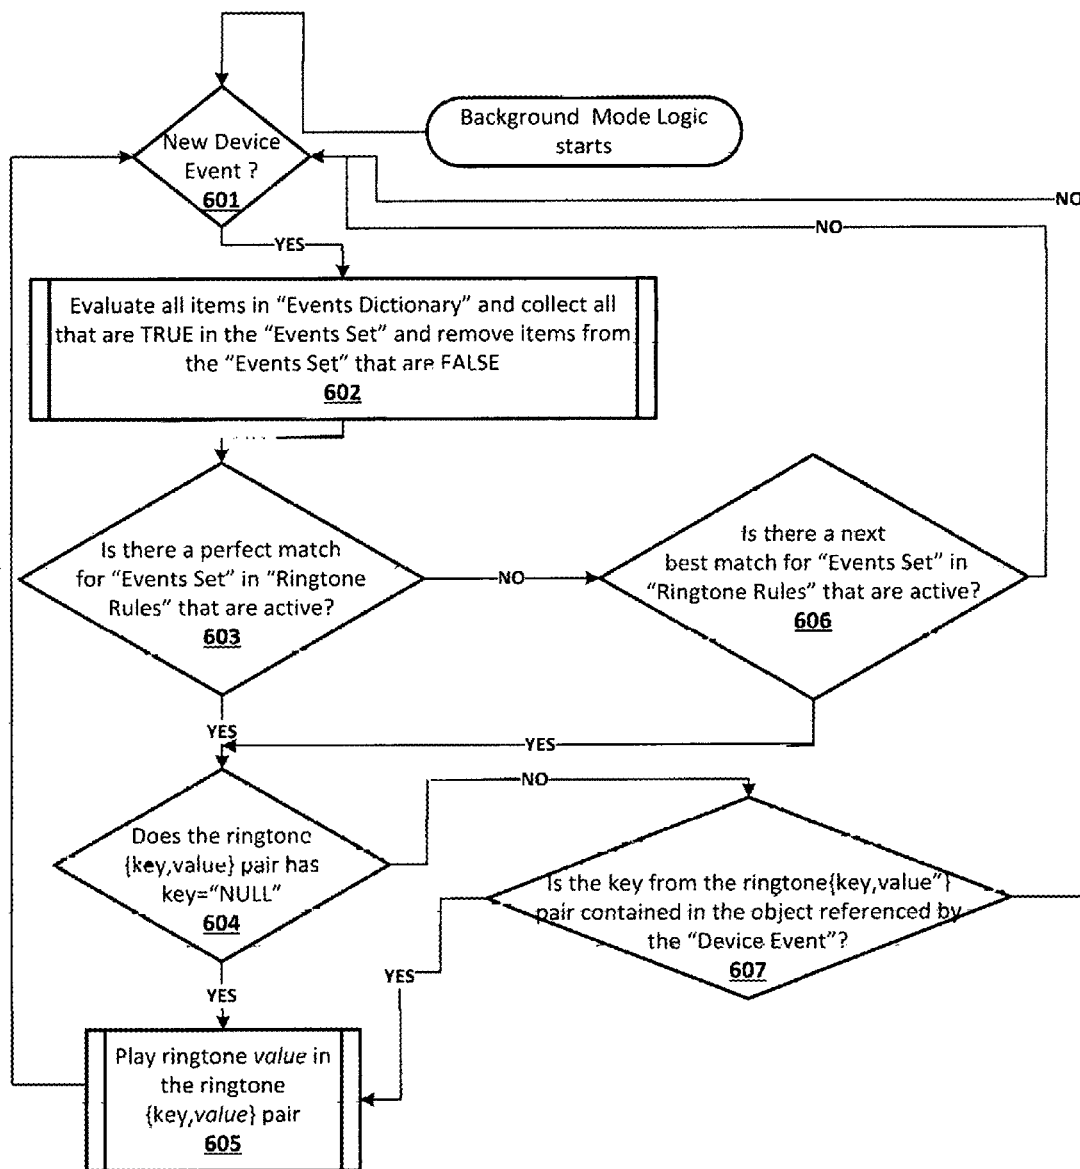 Background Mode Logic
starts
New Device
Event ?
601
NO
NO
YES
Evaluate all items in “Events Dictionary” and collect all
that are TRUE in the “Events Set” and remove items from
the “Events Set” that are FALSE
602
Is there a perfect match
for “Events Set” in “Ringtone
Rules” that are active?
603
NO
Is there a next
best match for “Events Set” in
“Ringtone Rules” that are active?
606
YES
YES
NO
Does the ringtone
{key,value} pair has
key=“NULL”
604
Is the key from the ringtone{key,value”}
pair contained in the object referenced by
the “Device Event”?
607
YES
YES
Play ringtone value in
the ringtone
{key,value} pair
605